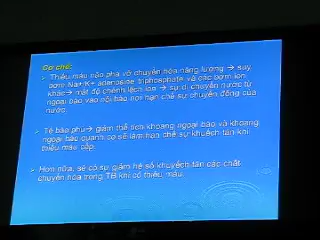 Cơ chế:
Thiếu máu não phá vỡ chuyển hóa năng lượng → suy
bơm Na+ K+ adenosine triphosphate và các bơm ion
khác → mất độ chênh lệch ion → sự di chuyển nước từ
ngoại bào vào nội bào nơi hạn chế sự chuyển động của
nước.
Tế bào phù → giảm thể tích khoang ngoại bào và khoang
ngoại bào quanh co sẽ làm hạn chế sự khuếch tán khi
thiếu máu cấp.
Hơn nữa, sẽ có sự giảm hệ số khuyếch tán các chất
chuyển hóa trong TB khi có thiếu máu.